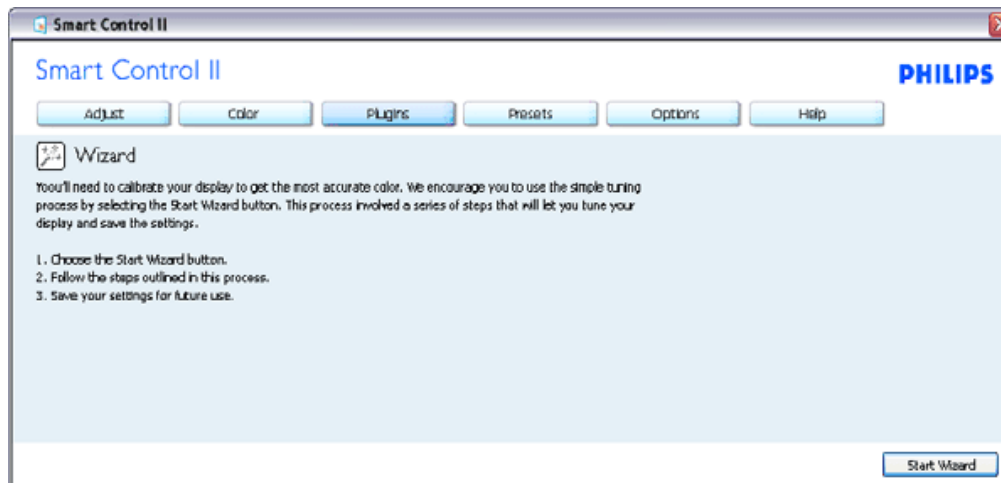 Smart Control II
Smart Control II
PHILIPS
Adjust Color Plugins Presets Options Help
Wizard
Yoou'll need to calibrate your display to get the most accurate color. We encourage you to use the simple tuning
process by selecting the Start Wizard button. This process involved a series of steps that will let you tune your
display and save the settings.
1. Choose the Start Wizard button.
2. Follow the steps outlined in this process.
3. Save your settings for future use.
Start Wizard